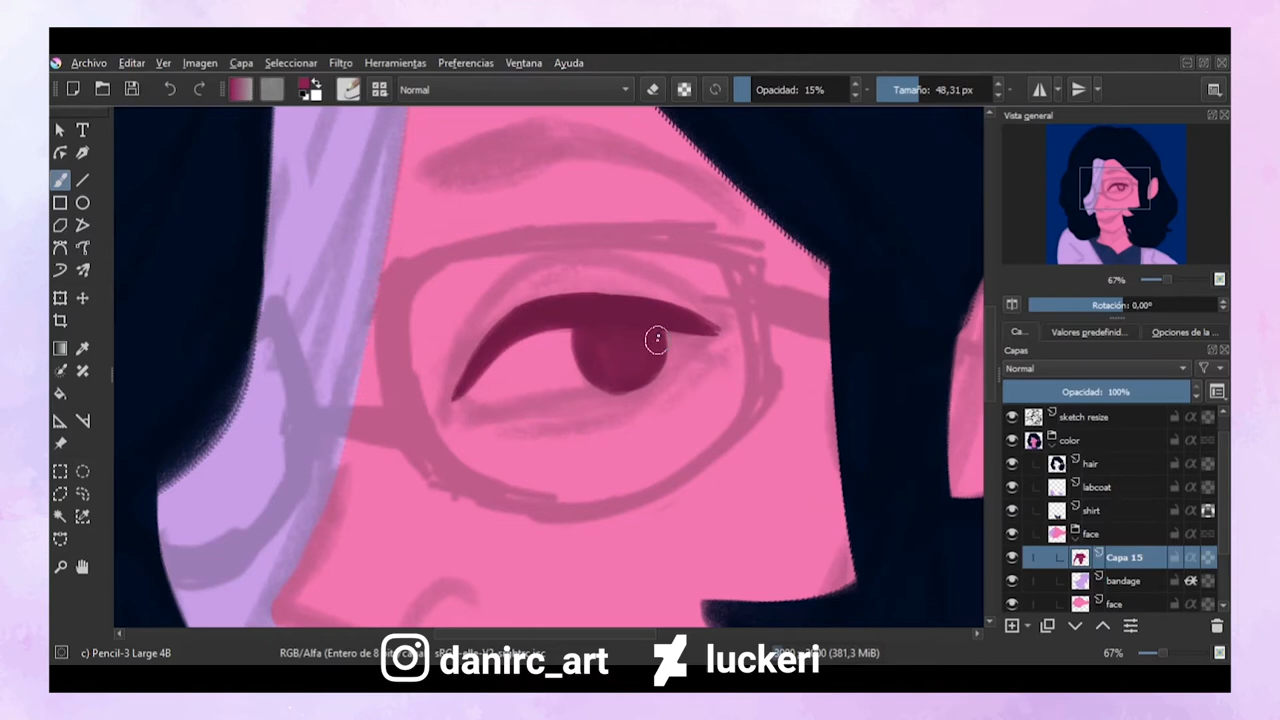 Archivo Editar Ver Imagen Capa Seleccionar Filtro Herramientas Preferencias Ventana Ayuda
Normal Opacidad: 15% Tamaño: 48,31 px
Vista general
67%
Rotación: 0,00°
Ca... Valores predefinid... Opciones de la ...
Capas
Normal
Opacidad: 100%
sketch resize
color
hair
labcoat
shirt
face
Capa 15
bandage
face
c) Pencil-3 Large 4B RGB/Alfa (Entero de 8 (381,3 MiB) 67%
danirc_art luckeri